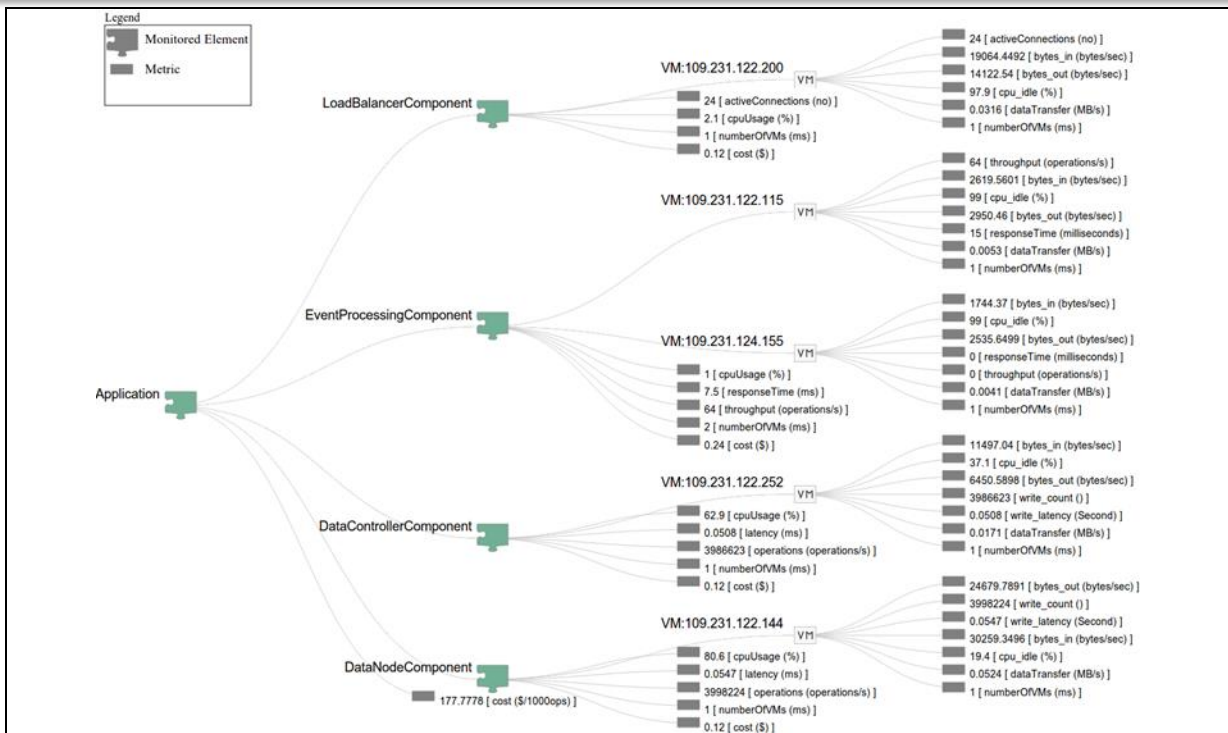 Legend
Monitored Element
Metric
Application
LoadBalancerComponent
VM:109.231.122.200
VM
24 [ activeConnections (no) ]
2.1 [ cpuUsage (%) ]
1 [ numberOfVMs (ms) ]
0.12 [ cost ($) ]
24 [ activeConnections (no) ]
19064.4492 [ bytes_in (bytes/sec) ]
14122.54 [ bytes_out (bytes/sec) ]
97.9 [ cpu_idle (%) ]
0.0316 [ dataTransfer (MB/s) ]
1 [ numberOfVMs (ms) ]
EventProcessingComponent
VM:109.231.122.115
VM
64 [ throughput (operations/s) ]
2619.5601 [ bytes_in (bytes/sec) ]
99 [ cpu_idle (%) ]
2950.46 [ bytes_out (bytes/sec) ]
15 [ responseTime (milliseconds) ]
0.0053 [ dataTransfer (MB/s) ]
1 [ numberOfVMs (ms) ]
VM:109.231.124.155
VM
1 [ cpuUsage (%) ]
7.5 [ responseTime (ms) ]
64 [ throughput (operations/s) ]
2 [ numberOfVMs (ms) ]
0.24 [ cost ($) ]
1744.37 [ bytes_in (bytes/sec) ]
99 [ cpu_idle (%) ]
2535.6499 [ bytes_out (bytes/sec) ]
0 [ responseTime (milliseconds) ]
0 [ throughput (operations/s) ]
0.0041 [ dataTransfer (MB/s) ]
1 [ numberOfVMs (ms) ]
DataControllerComponent
VM:109.231.122.252
VM
62.9 [ cpuUsage (%) ]
0.0508 [ latency (ms) ]
3986623 [ operations (operations/s) ]
1 [ numberOfVMs (ms) ]
0.12 [ cost ($) ]
11497.04 [ bytes_in (bytes/sec) ]
37.1 [ cpu_idle (%) ]
6450.5898 [ bytes_out (bytes/sec) ]
3986623 [ write_count () ]
0.0508 [ write_latency (Second) ]
0.0171 [ dataTransfer (MB/s) ]
1 [ numberOfVMs (ms) ]
DataNodeComponent
177.7778 [ cost ($/1000ops) ]
VM:109.231.122.144
VM
80.6 [ cpuUsage (%) ]
0.0547 [ latency (ms) ]
3998224 [ operations (operations/s) ]
1 [ numberOfVMs (ms) ]
0.12 [ cost ($) ]
24679.7891 [ bytes_out (bytes/sec) ]
3998224 [ write_count () ]
0.0547 [ write_latency (Second) ]
30259.3496 [ bytes_in (bytes/sec) ]
19.4 [ cpu_idle (%) ]
0.0524 [ dataTransfer (MB/s) ]
1 [ numberOfVMs (ms) ]